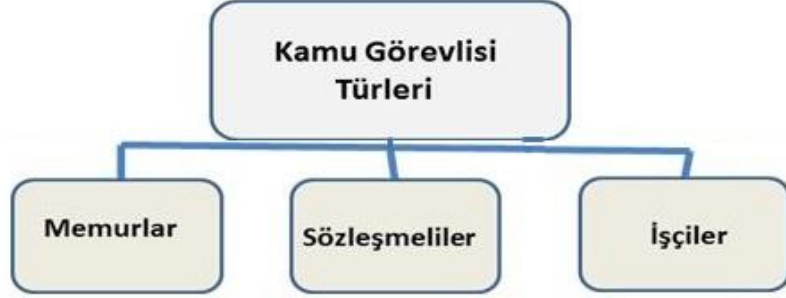 Kamu Görevlisi
Türleri
Memurlar
Sözleşmeliler
İşçiler